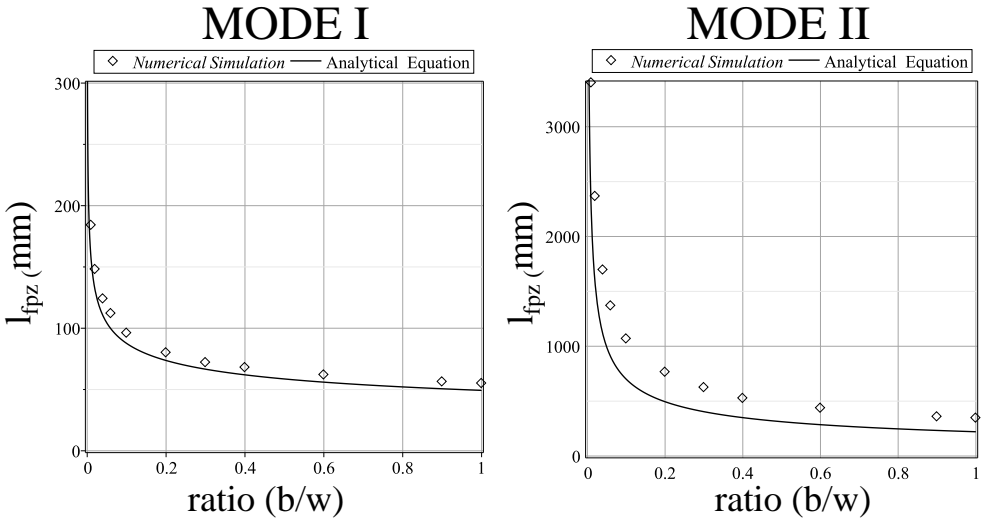 MODE I
Numerical Simulation Analytical Equation
300
200
100
0
l_fpz (mm)
0 0.2 0.4 0.6 0.8 1
ratio (b/w)
MODE II
Numerical Simulation Analytical Equation
3000
2000
1000
0
l_fpz (mm)
0 0.2 0.4 0.6 0.8 1
ratio (b/w)